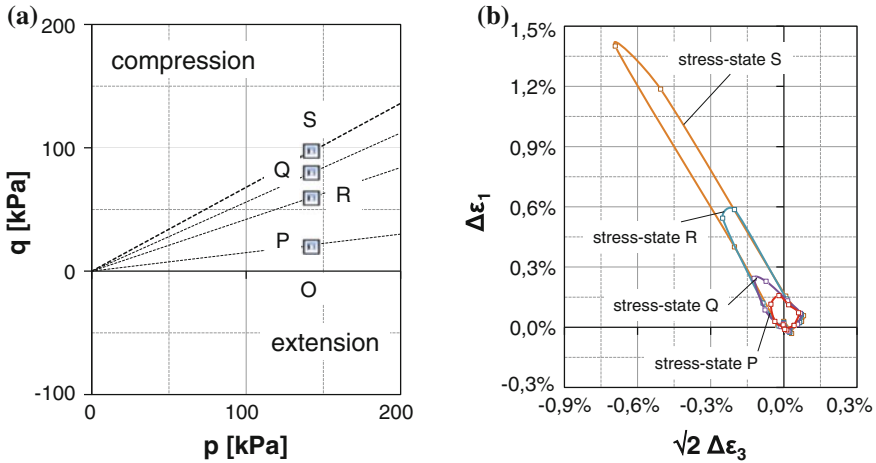 (a)
200
compression
S
100
Q
R
P
0
O
extension
-100
0
100
200
q [kPa]
p [kPa]
(b)
1,5%
1,2%
0,9%
0,6%
0,3%
0,0%
-0,3%
stress-state S
stress-state R
stress-state Q
stress-state P
-0,9%
-0,6%
-0,3%
0,0%
0,3%
Δε1
√2 Δε3